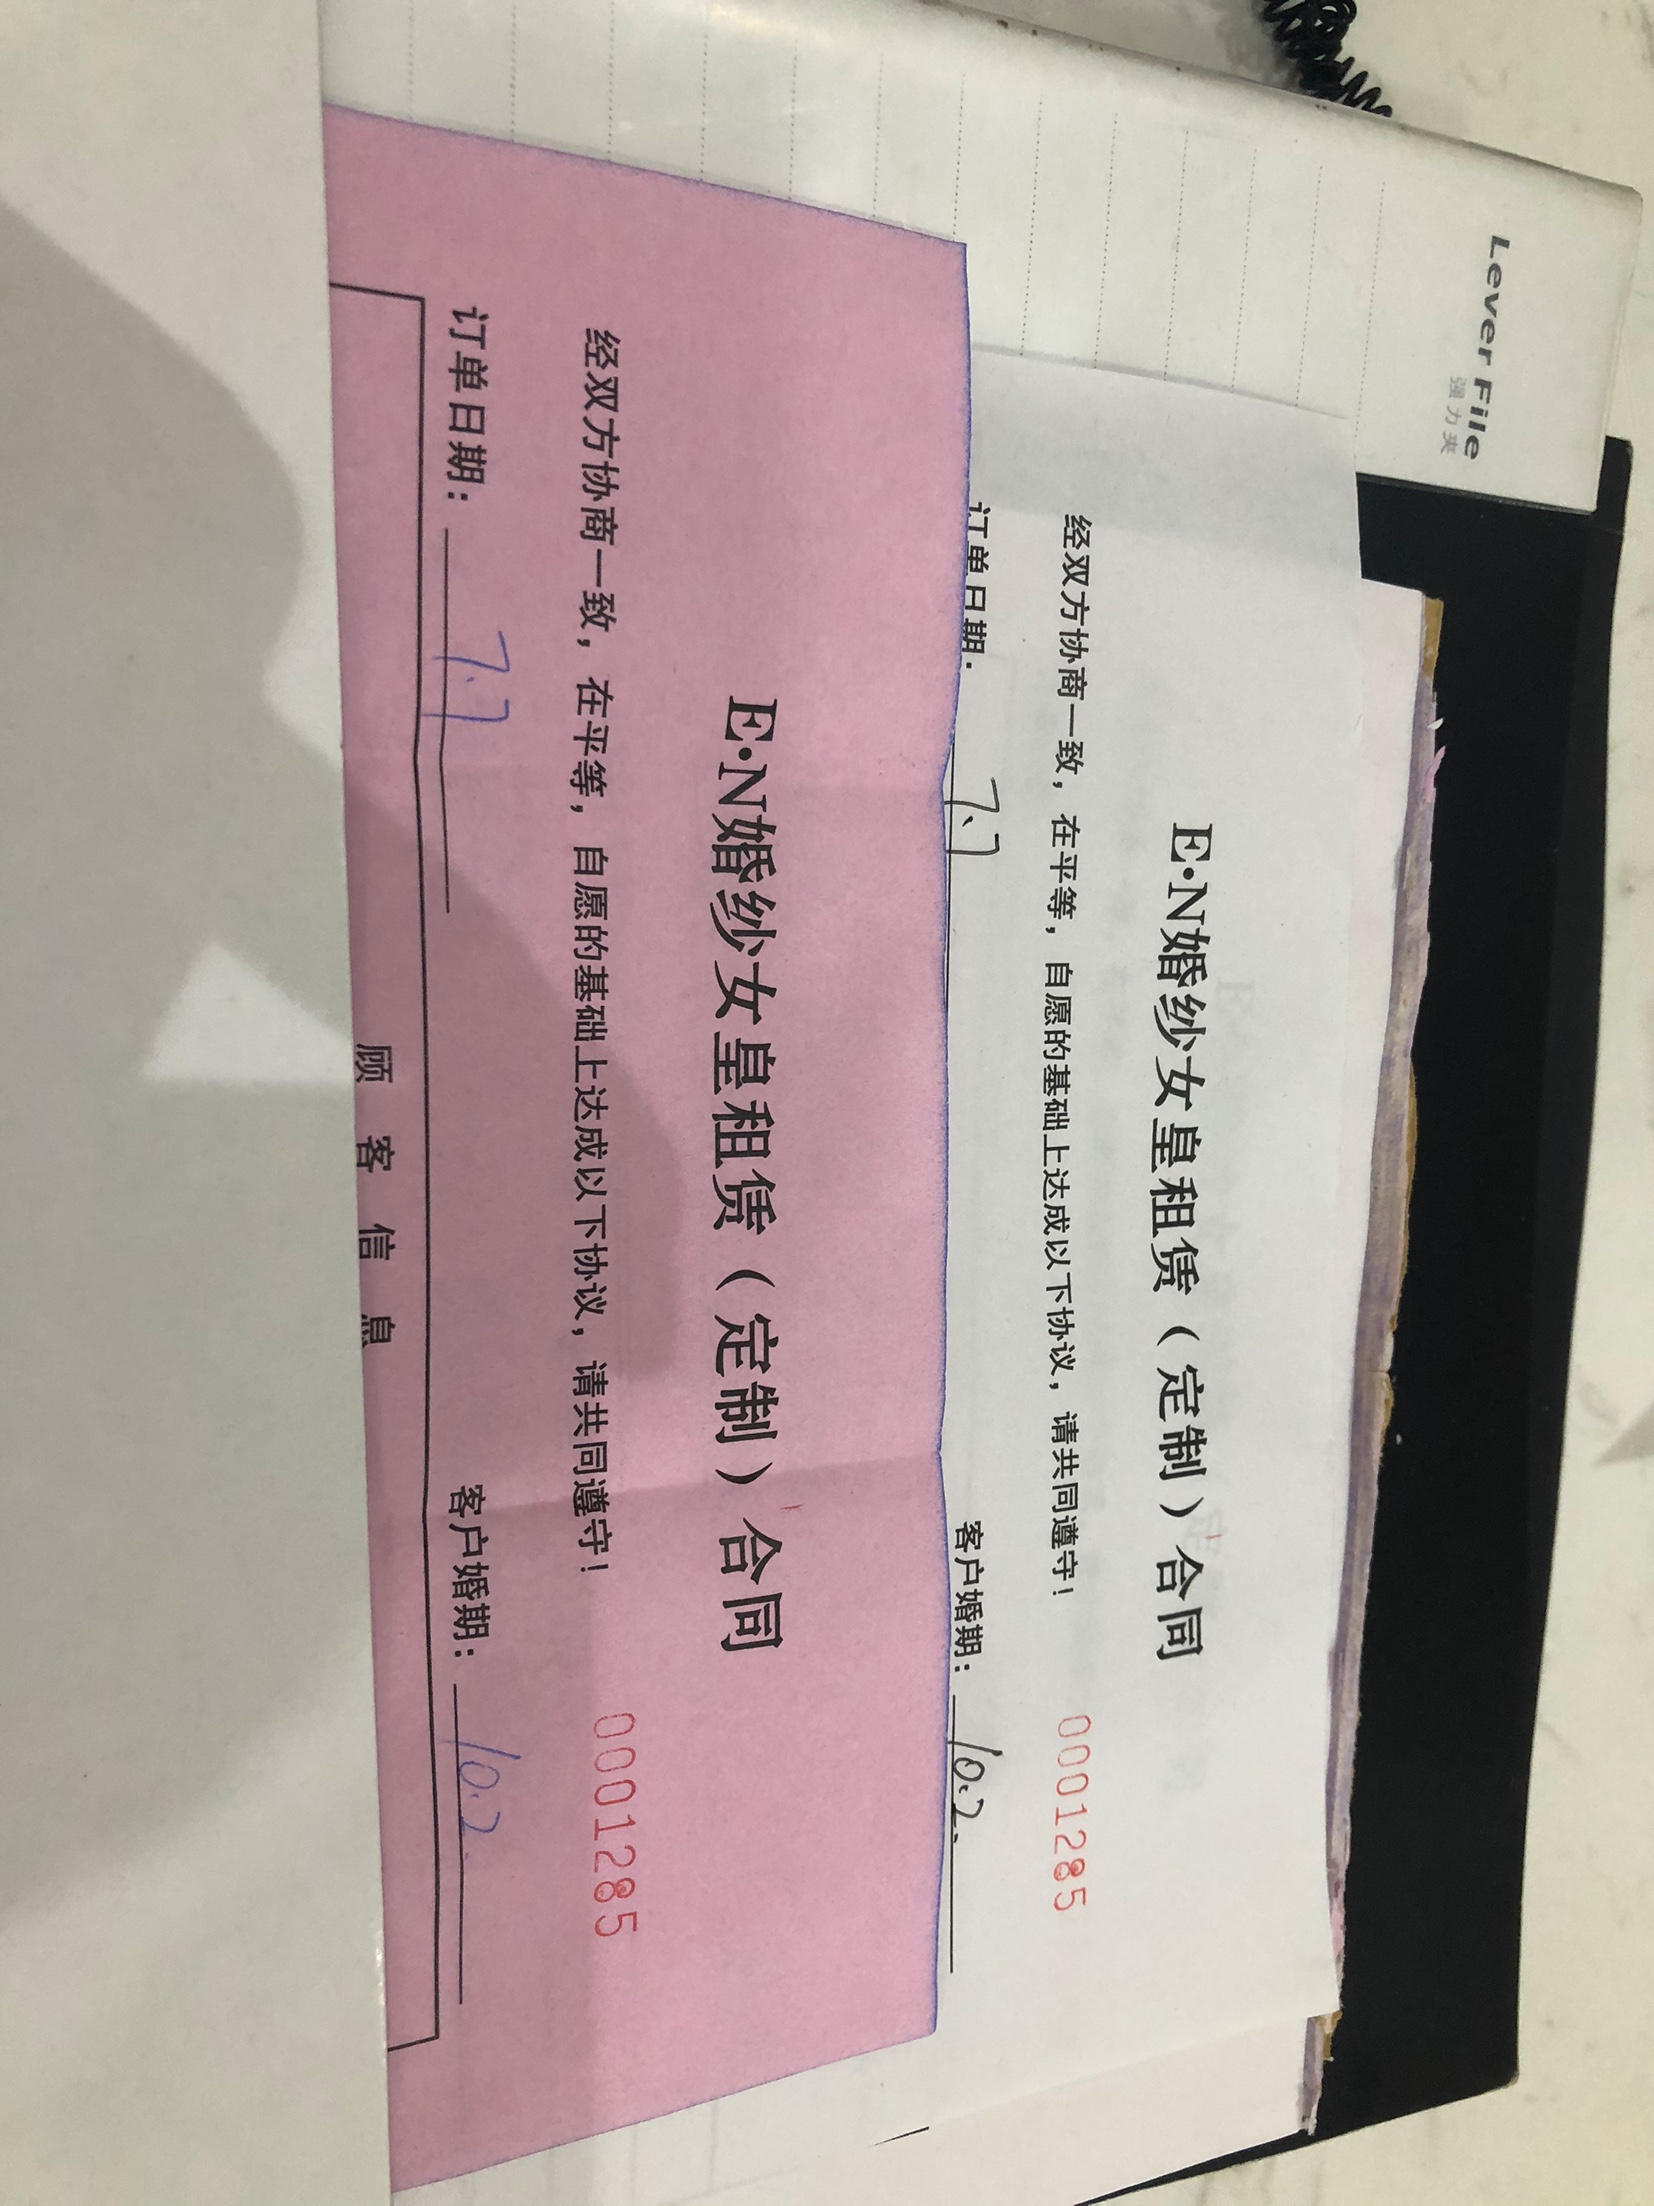 Lever File
强力夹
E·N婚纱女皇租赁（定制）合同
经双方协商一致，在平等，自愿的基础上达成以下协议，请共同遵守！
0001285
订单日期：7.7
客户婚期：10.2.
E·N婚纱女皇租赁（定制）合同
经双方协商一致，在平等，自愿的基础上达成以下协议，请共同遵守！
0001285
订单日期：7.7
客户婚期：10.2
顾客信息